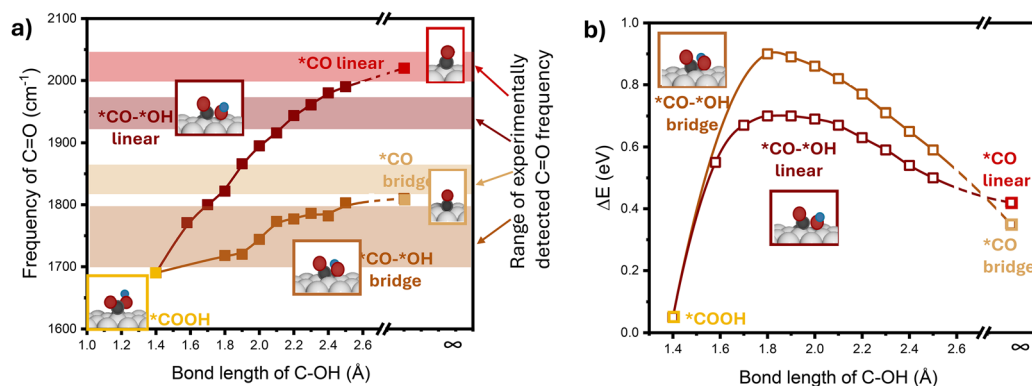 a)
2100
2000
1900
1800
1700
1600
Frequency of C=O (cm⁻¹)
*CO linear
*CO-*OH
linear
*CO
bridge
*CO-*OH
bridge
*COOH
1.0 1.2 1.4 1.6 1.8 2.0 2.2 2.4 2.6 ∞
Bond length of C-OH (Å)
Range of experimentally
detected C=O frequency
b)
1.0
0.8
0.6
0.4
0.2
0.0
ΔE (eV)
*CO-*OH
bridge
*CO-*OH
linear
*CO
linear
*CO
bridge
*COOH
1.4 1.6 1.8 2.0 2.2 2.4 2.6 ∞
Bond length of C-OH (Å)